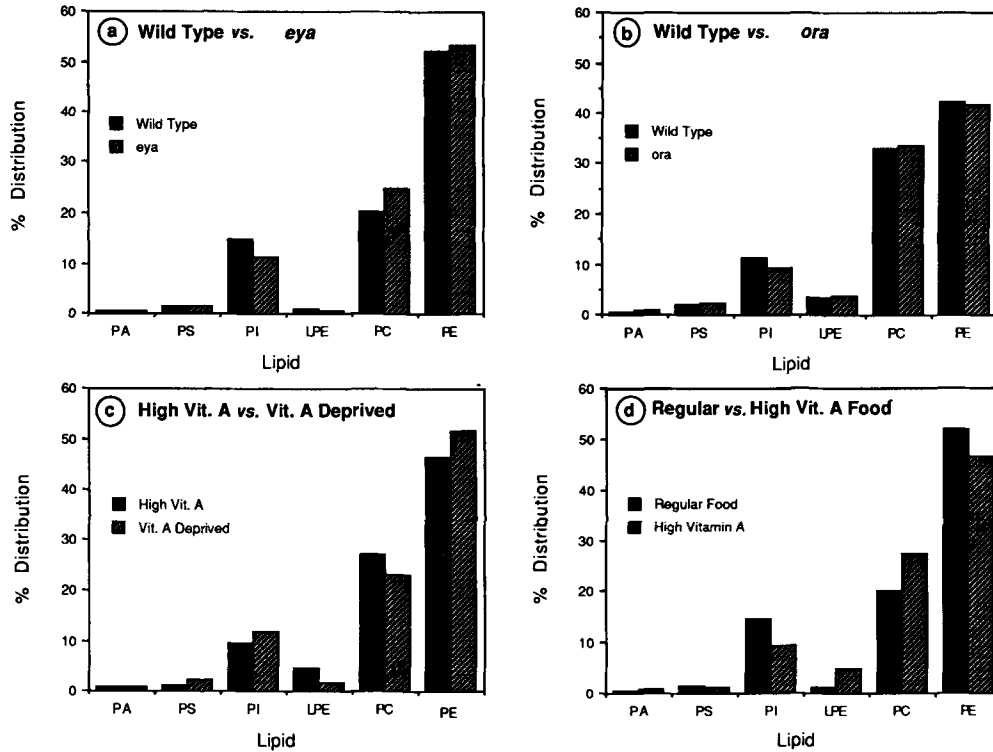 a Wild Type vs. eya
60
50
40
30
20
10
0
% Distribution
Wild Type
eya
PA PS PI LPE PC PE
Lipid
b Wild Type vs. ora
60
50
40
30
20
10
0
% Distribution
Wild Type
ora
PA PS PI LPE PC PE
Lipid
c High Vit. A vs. Vit. A Deprived
60
50
40
30
20
10
0
% Distribution
High Vit. A
Vit. A Deprived
PA PS PI LPE PC PE
Lipid
d Regular vs. High Vit. A Food
60
50
40
30
20
10
0
% Distribution
Regular Food
High Vitamin A
PA PS PI LPE PC PE
Lipid